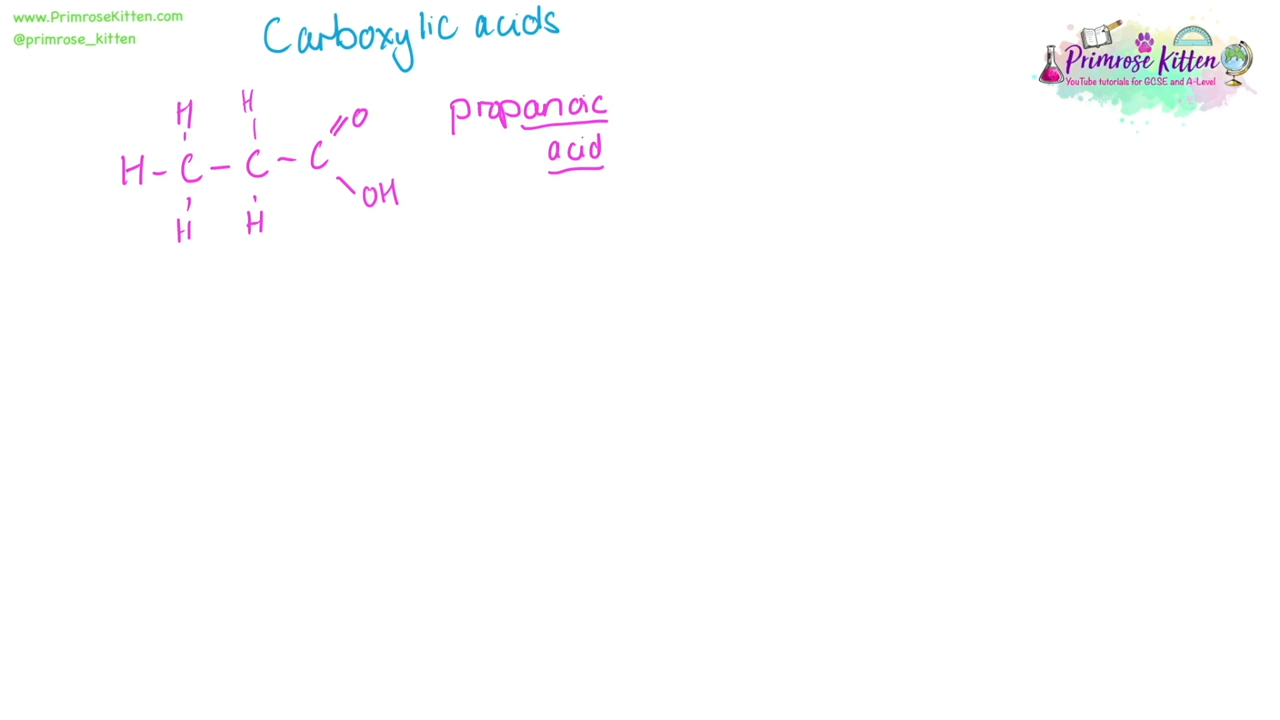 www.PrimroseKitten.com
@primrose_kitten
Carboxylic acids
Primrose Kitten
YouTube tutorials for GCSE and A-Level
propanoic
acid
H H
O
H - C - C - C
OH
H H